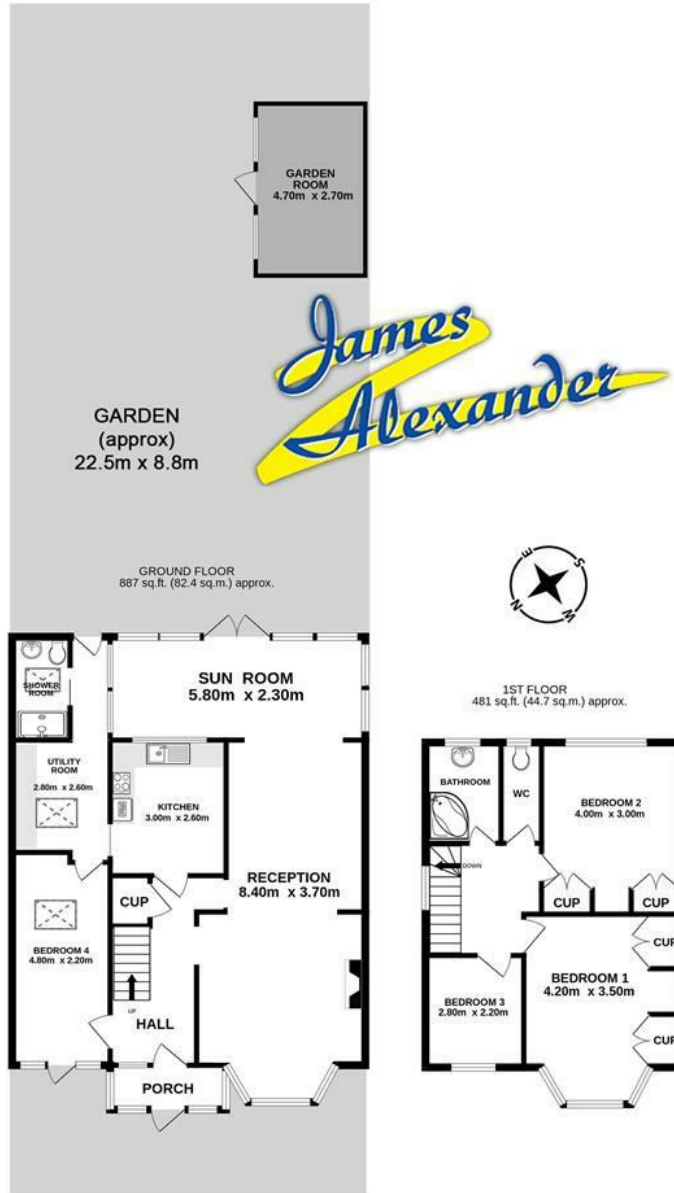 GARDEN
ROOM
4.70m x 2.70m
James
Alexander
GARDEN
(approx)
22.5m x 8.8m
GROUND FLOOR
887 sq.ft. (82.4 sq.m.) approx.
SHOWER
ROOM
SUN ROOM
5.80m x 2.30m
UTILITY
ROOM
2.80m x 2.60m
KITCHEN
3.00m x 2.60m
RECEPTION
8.40m x 3.70m
CUP
BEDROOM 4
4.80m x 2.20m
UP
HALL
PORCH
E
S
N
W
1ST FLOOR
481 sq.ft. (44.7 sq.m.) approx.
BATHROOM
WC
BEDROOM 2
4.00m x 3.00m
DOWN
CUP
CUP
CUP
BEDROOM 1
4.20m x 3.50m
BEDROOM 3
2.80m x 2.20m
CUP